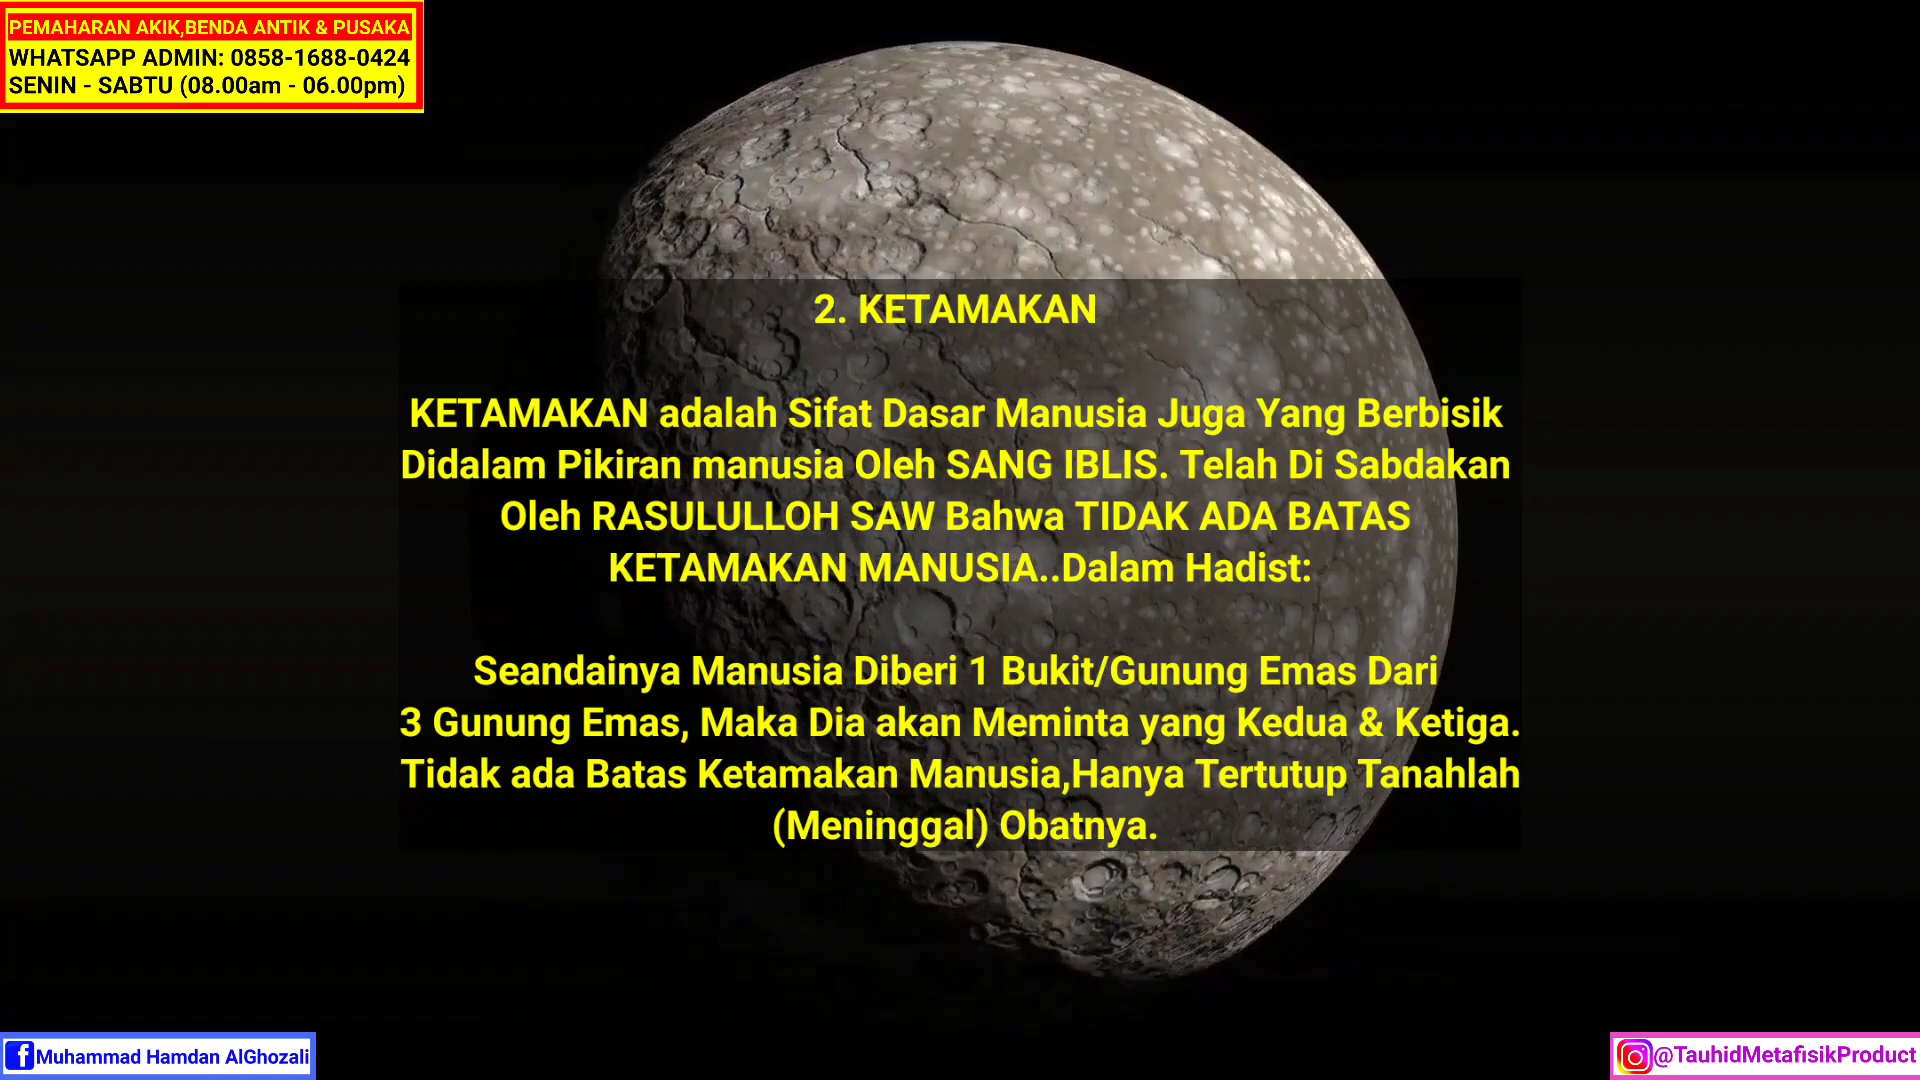 PEMAHARAN AKIK,BENDA ANTIK & PUSAKA
WHATSAPP ADMIN: 0858-1688-0424
SENIN - SABTU (08.00am - 06.00pm)
2. KETAMAKAN
KETAMAKAN adalah Sifat Dasar Manusia Juga Yang Berbisik
Didalam Pikiran manusia Oleh SANG IBLIS. Telah Di Sabdakan
Oleh RASULULLOH SAW Bahwa TIDAK ADA BATAS
KETAMAKAN MANUSIA..Dalam Hadist:
Seandainya Manusia Diberi 1 Bukit/Gunung Emas Dari
3 Gunung Emas, Maka Dia akan Meminta yang Kedua & Ketiga.
Tidak ada Batas Ketamakan Manusia,Hanya Tertutup Tanahlah
(Meninggal) Obatnya.
Muhammad Hamdan AlGhozali
@TauhidMetafisikProduct